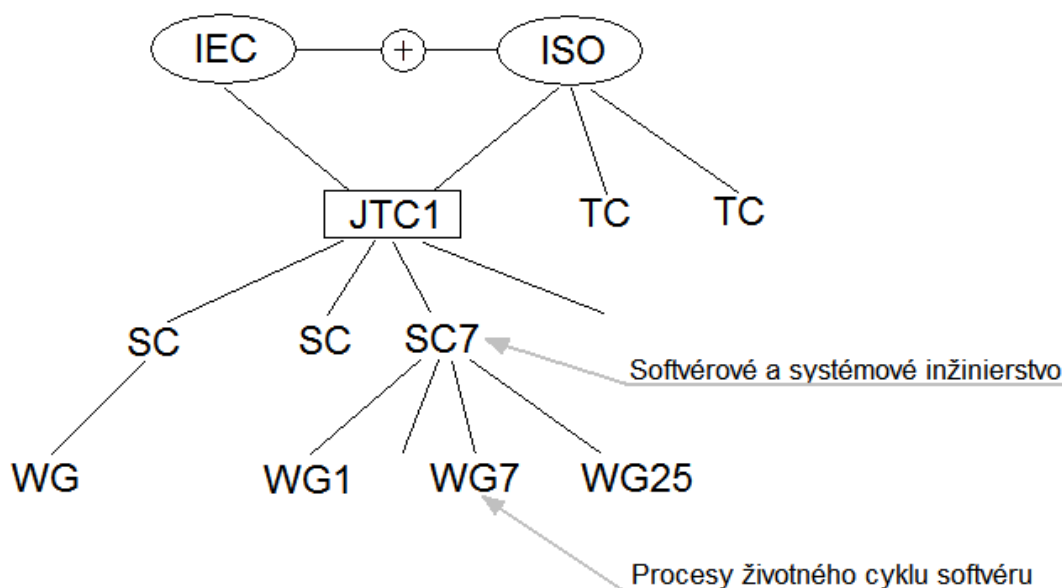 IEC
+
ISO
JTC1
TC
TC
SC
SC
SC7
Softvérové a systémové inžinierstvo
WG
WG1
WG7
WG25
Procesy životného cyklu softvéru